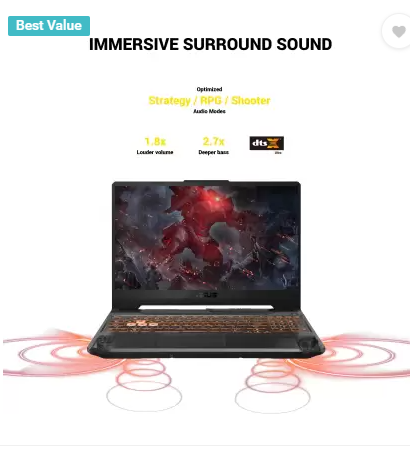 Best Value
IMMERSIVE SURROUND SOUND
Optimized
Strategy / RPG / Shooter
Audio Modes
1.8x
2.7x
dts X
Louder volume
Deeper bass
Ultra